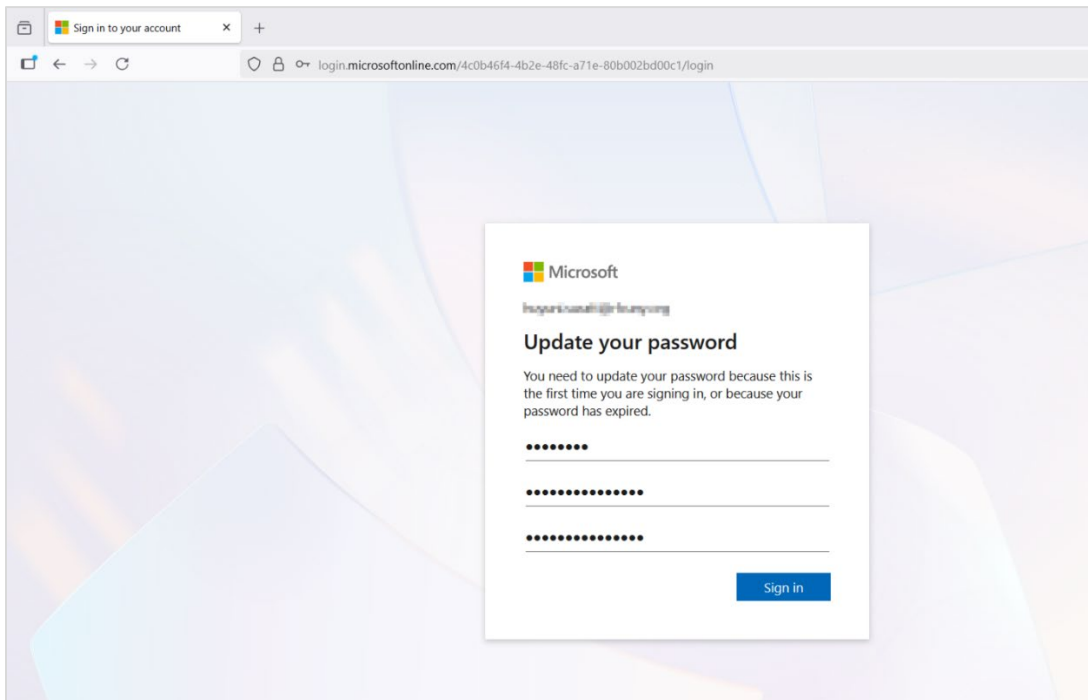 Sign in to your account
login.microsoftonline.com/4c0b46f4-4b2e-48fc-a71e-80b002bd00c1/login
Microsoft
Update your password
You need to update your password because this is
the first time you are signing in, or because your
password has expired.
Sign in